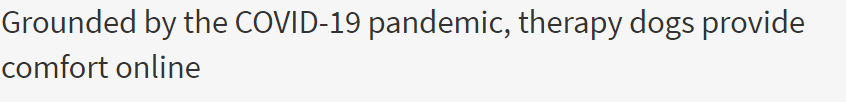 Grounded by the COVID-19 pandemic, therapy dogs provide
comfort online